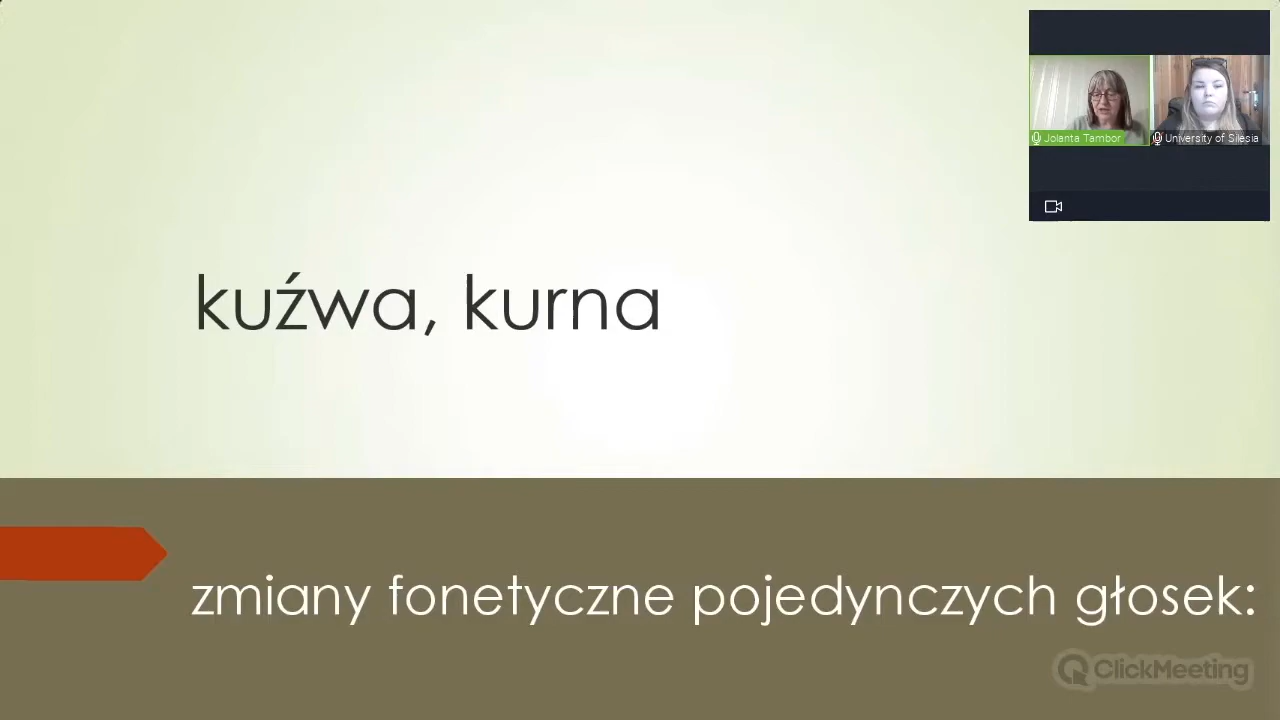 Jolanta Tambor
University of Silesia
kuźwa, kurna
zmiany fonetyczne pojedynczych głosek:
ClickMeeting